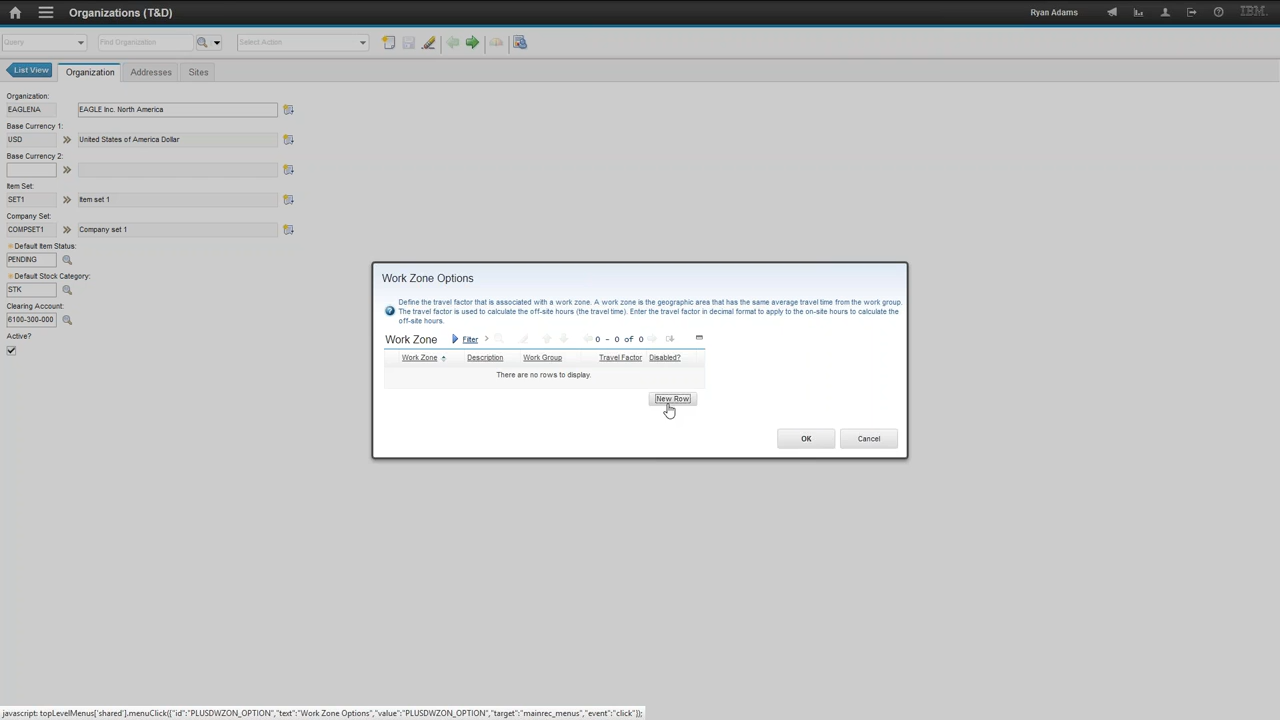 Organizations (T&D)
Ryan Adams
IBM.
Query
Find Organization
Select Action
List View
Organization
Addresses
Sites
Organization:
EAGLENA
EAGLE Inc. North America
Base Currency 1:
USD
United States of America Dollar
Base Currency 2:
Item Set:
SET1
Item set 1
Company Set:
COMPSET1
Company set 1
Default Item Status:
PENDING
Default Stock Category:
STK
Clearing Account:
6100-300-000
Active?
Work Zone Options
Define the travel factor that is associated with a work zone. A work zone is the geographic area that has the same average travel time from the work group.
The travel factor is used to calculate the off-site hours (the travel time). Enter the travel factor in decimal format to apply to the on-site hours to calculate the
off-site hours.
Work Zone
Filter
0 - 0 of 0
Work Zone
Description
Work Group
Travel Factor
Disabled?
There are no rows to display.
New Row
OK
Cancel
javascript: topLevelMenus['shared'].menuClick({"id":"PLUSDWZON_OPTION","text":"Work Zone Options","value":"PLUSDWZON_OPTION","target":"mainrec_menus","event":"click"});